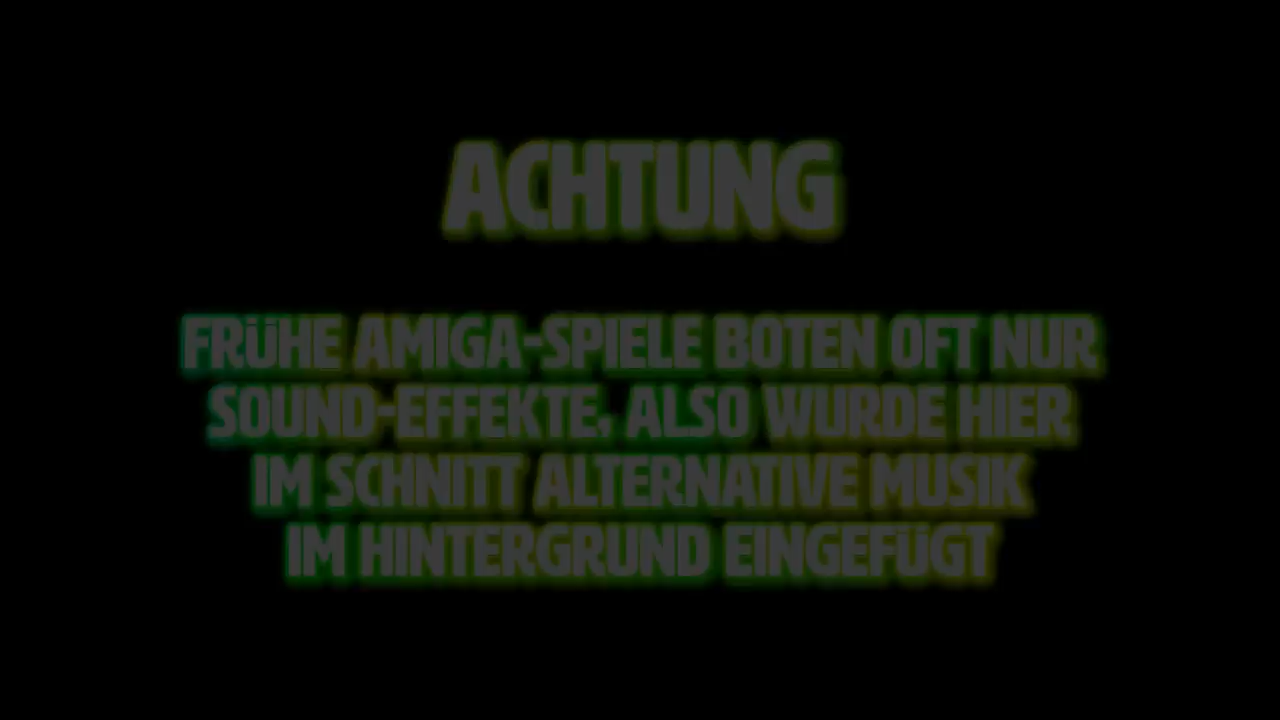 ACHTUNG
FRÜHE AMIGA-SPIELE BOTEN OFT NUR
SOUND-EFFEKTE, ALSO WURDE HIER
IM SCHNITT ALTERNATIVE MUSIK
IM HINTERGRUND EINGEFÜGT